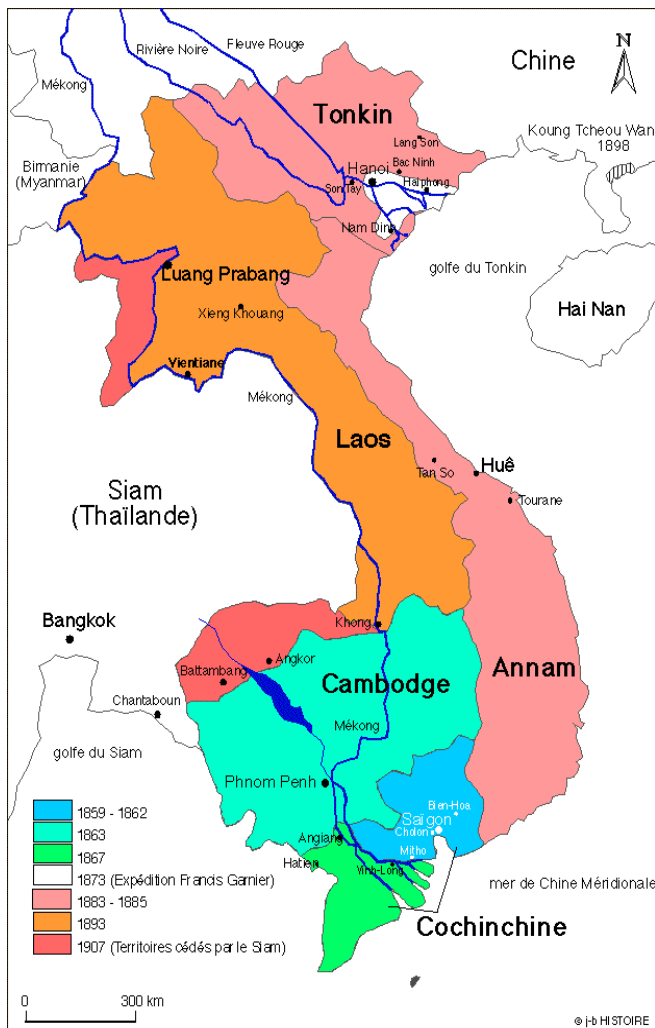 Fleuve Rouge
Rivière Noire
Chine
N
Mékong
Tonkin
Lang Son
Koung Tcheou Wan
1898
Birmanie
(Myanmar)
Bac Ninh
Hanoi
Haiphong
Son Tay
Nam Dinh
golfe du Tonkin
Luang Prabang
Hai Nan
Xieng Khouang
Vientiane
Mékong
Laos
Huê
Tan So
Tourane
Siam
(Thaïlande)
Bangkok
Khong
Angkor
Battambang
Annam
Cambodge
Chantaboun
Mékong
golfe du Siam
Phnom Penh
Bien-Hoa
Saïgon
Cholon
Angiang
Mitho
Hatien
Vinh-Long
mer de Chine Méridionale
Cochinchine
1859 - 1862
1863
1867
1873 (Expédition Francis Garnier)
1883 - 1885
1893
1907 (Territoires cédés par le Siam)
0 300 km
© j-b HISTOIRE